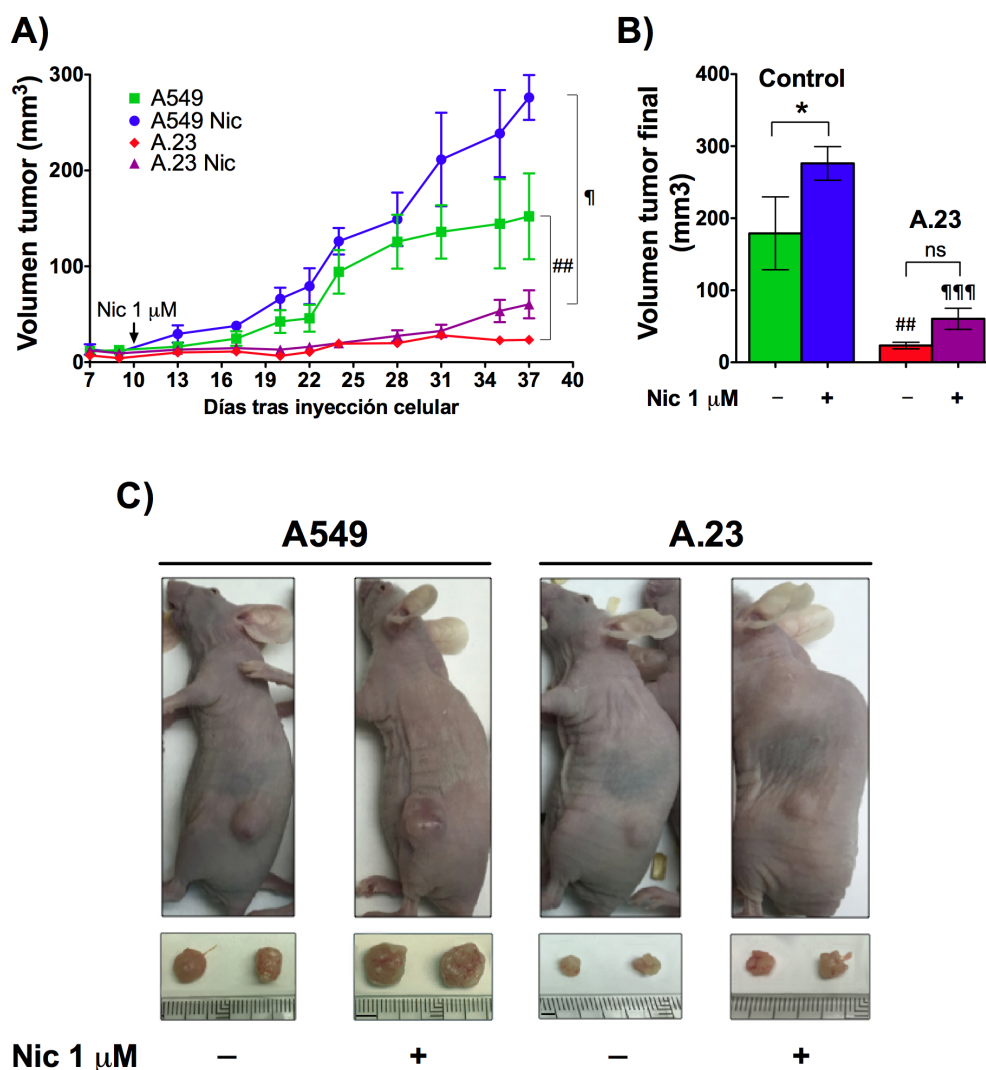 A)
Volumen tumor (mm3)
300
200
100
0
A549
A549 Nic
A.23
A.23 Nic
Nic 1 μM
¶
##
7 10 13 16 19 22 25 28 31 34 37 40
Días tras inyección celular
B)
Volumen tumor final
(mm3)
400
300
200
100
0
Control
*
A.23
ns
##
¶¶¶
Nic 1 μM – + – +
C)
A549 A.23
Nic 1 μM – + – +